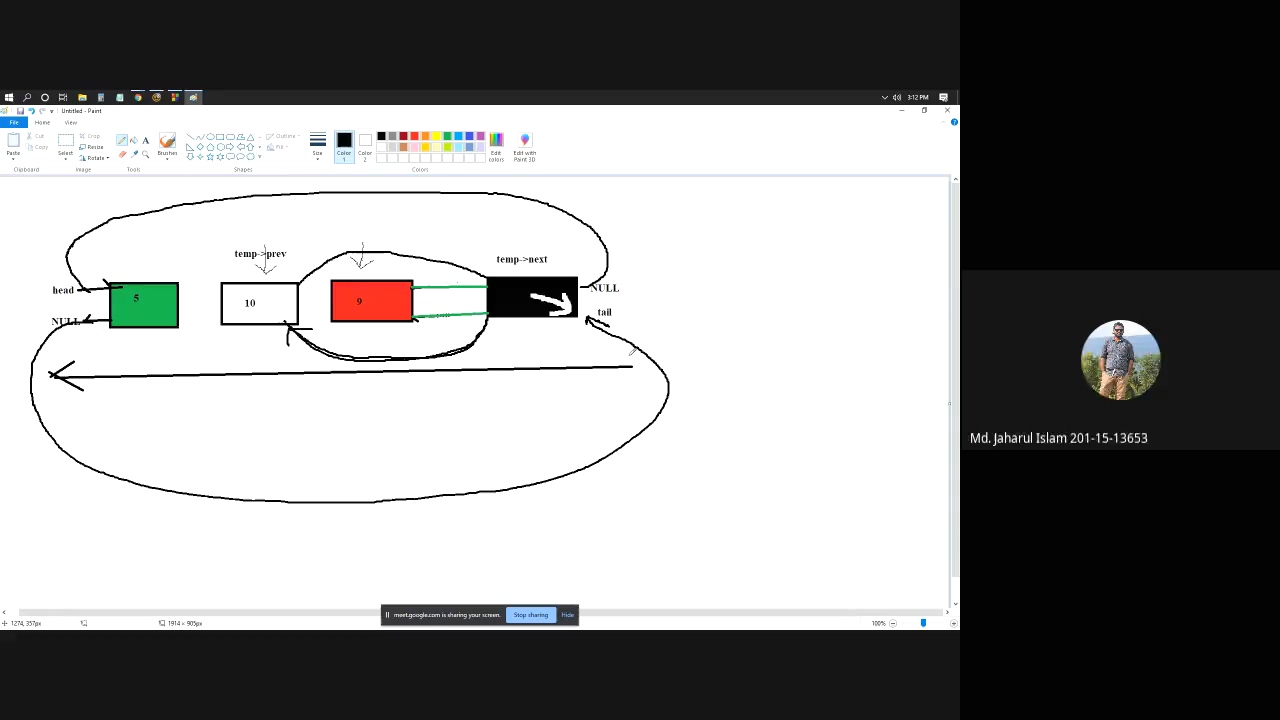 3:12 PM
Untitled - Paint
File Home View
Cut
Copy
Paste
Clipboard
Crop
Resize
Rotate
Select
Image
A
Tools
Brushes
Shapes
Outline
Fill
Size
Color 1
Color 2
Edit colors
Colors
Edit with Paint 3D
temp->prev
temp->next
head
5
10
9
NULL
NULL
tail
meet.google.com is sharing your screen.
Stop sharing
Hide
1274, 357px
1914 × 905px
100%
Md. Jaharul Islam 201-15-13653